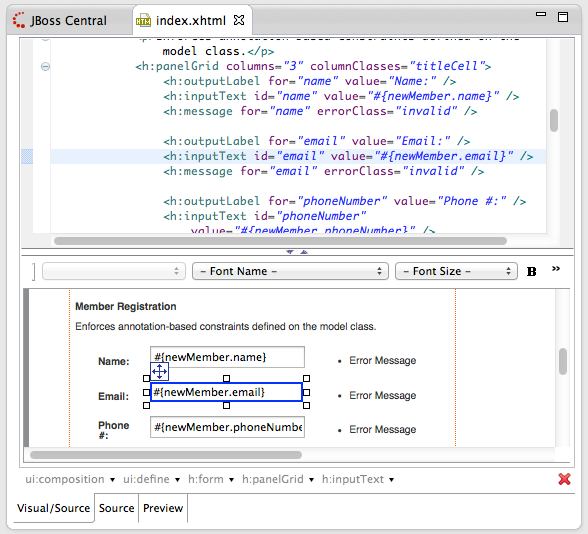 JBoss Central
index.xhtml
model class.</p>
<h:panelGrid columns="3" columnClasses="titleCell">
<h:outputLabel for="name" value="Name:" />
<h:inputText id="name" value="#{newMember.name}" />
<h:message for="name" errorClass="invalid" />
<h:outputLabel for="email" value="Email:" />
<h:inputText id="email" value="#{newMember.email}" />
<h:message for="email" errorClass="invalid" />
<h:outputLabel for="phoneNumber" value="Phone #:" />
<h:inputText id="phoneNumber"
value="#{newMember.phoneNumber}" />
- Font Name -
- Font Size -
B
»
Member Registration
Enforces annotation-based constraints defined on the model class.
Name:
#{newMember.name}
• Error Message
Email:
#{newMember.email}
• Error Message
Phone
#:
#{newMember.phoneNumbe
• Error Message
ui:composition ui:define h:form h:panelGrid h:inputText
Visual/Source Source Preview